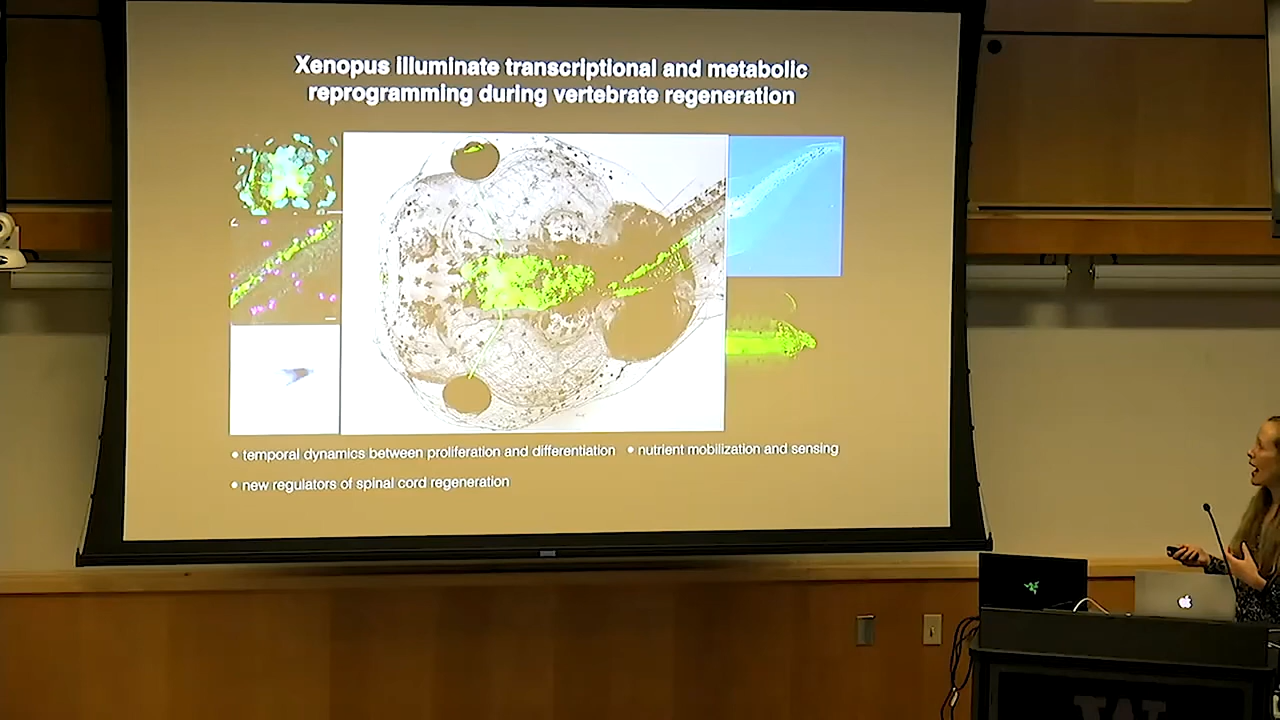 Xenopus illuminate transcriptional and metabolic
reprogramming during vertebrate regeneration
• temporal dynamics between proliferation and differentiation • nutrient mobilization and sensing
• new regulators of spinal cord regeneration
W